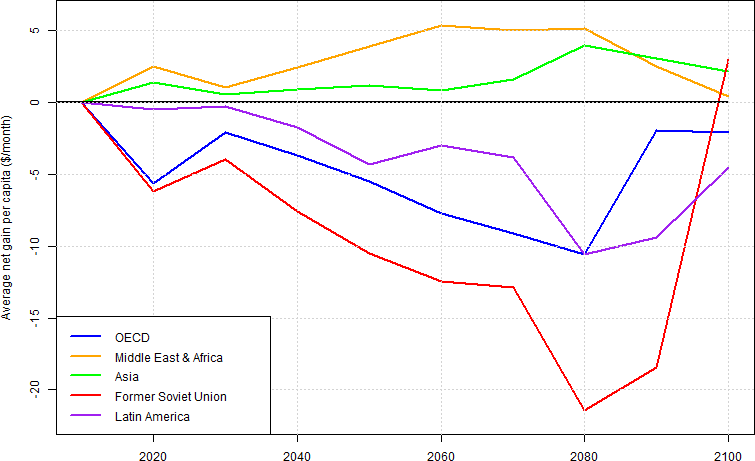 Average net gain per capita ($/month)
5
0
-5
-10
-15
-20
OECD
Middle East & Africa
Asia
Former Soviet Union
Latin America
2020 2040 2060 2080 2100